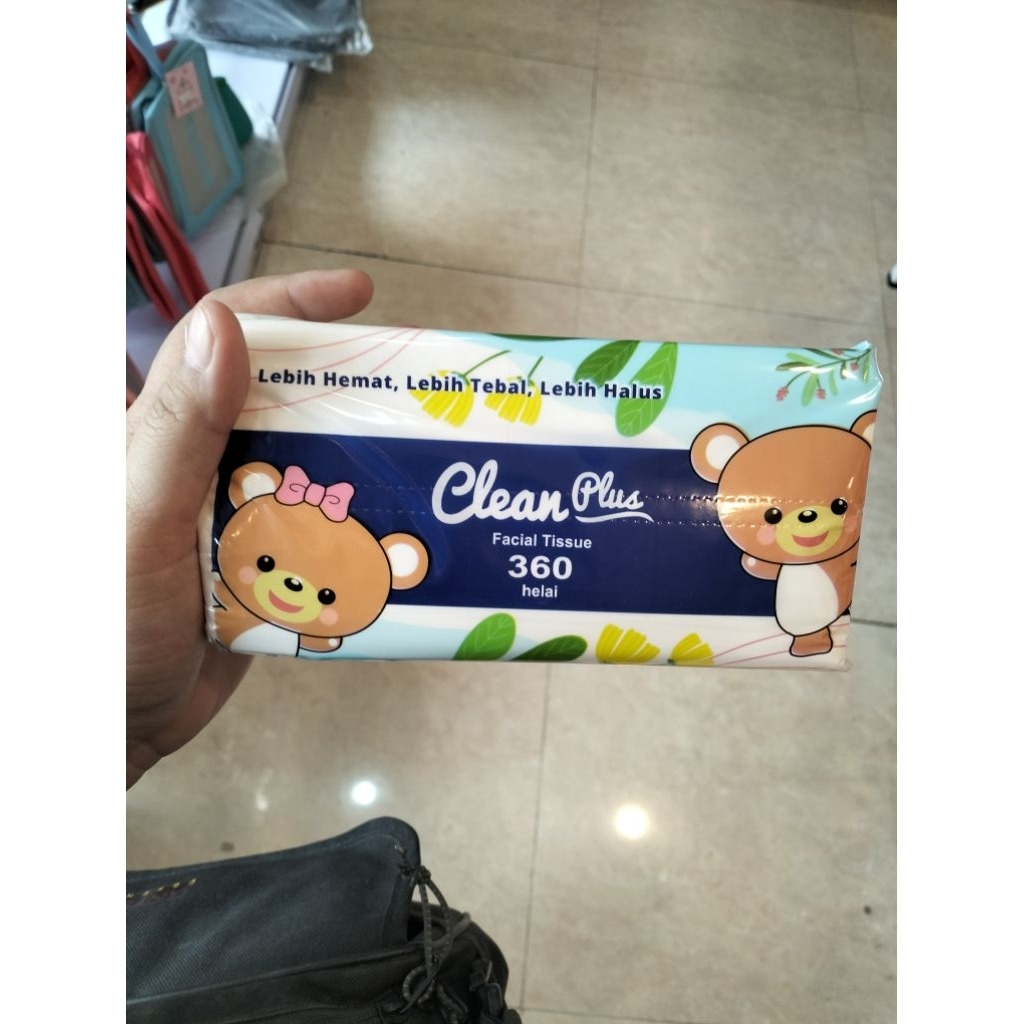 Lebih Hemat, Lebih Tebal, Lebih Halus
Clean Plus
Facial Tissue
360
helai